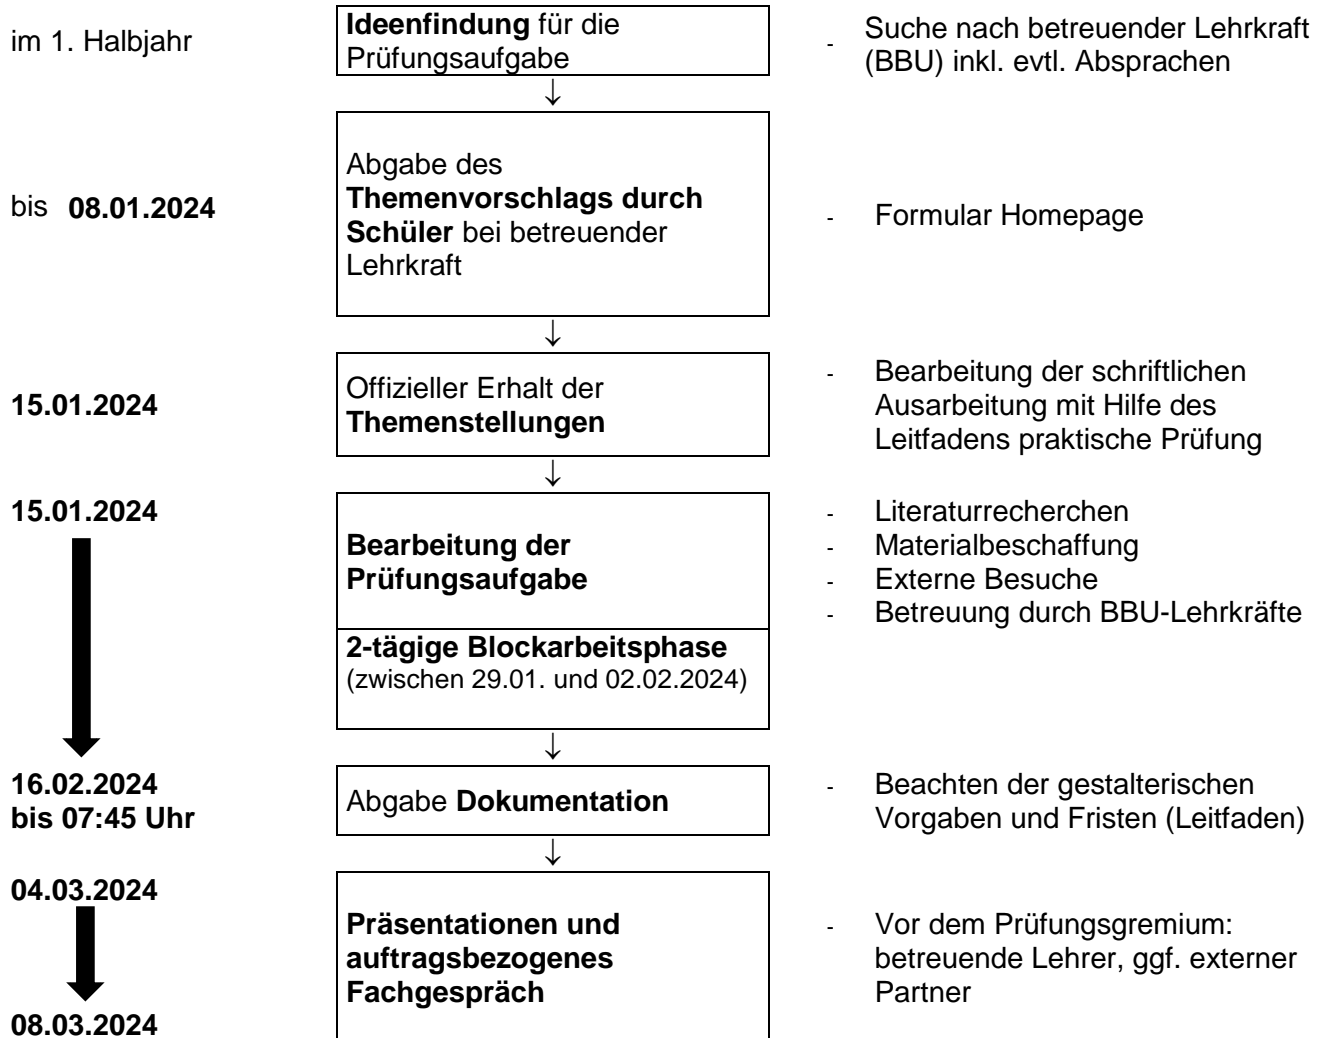 im 1. Halbjahr
Ideenfindung für die
Prüfungsaufgabe
- Suche nach betreuender Lehrkraft
(BBU) inkl. evtl. Absprachen
↓
bis 08.01.2024
Abgabe des
Themenvorschlags durch
Schüler bei betreuender
Lehrkraft
- Formular Homepage
↓
15.01.2024
Offizieller Erhalt der
Themenstellungen
- Bearbeitung der schriftlichen
Ausarbeitung mit Hilfe des
Leitfadens praktische Prüfung
↓
15.01.2024
Bearbeitung der
Prüfungsaufgabe
2-tägige Blockarbeitsphase
(zwischen 29.01. und 02.02.2024)
- Literaturrecherchen
- Materialbeschaffung
- Externe Besuche
- Betreuung durch BBU-Lehrkräfte
↓
16.02.2024
bis 07:45 Uhr
Abgabe Dokumentation
- Beachten der gestalterischen
Vorgaben und Fristen (Leitfaden)
↓
04.03.2024
08.03.2024
Präsentationen und
auftragsbezogenes
Fachgespräch
- Vor dem Prüfungsgremium:
betreuende Lehrer, ggf. externer
Partner